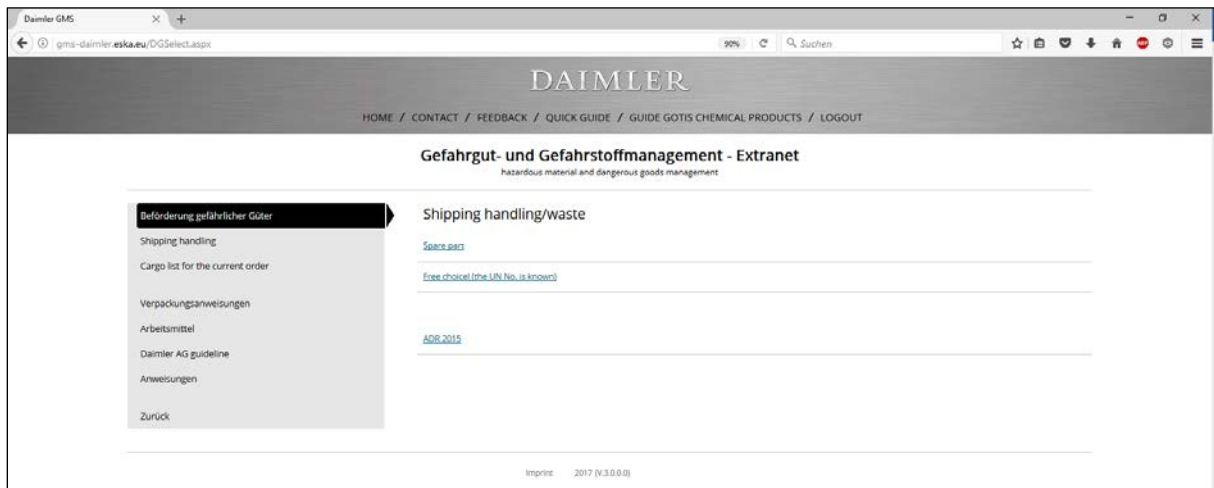 Daimler GMS
gms-daimler.eska.eu/DGSelect.aspx
90%
Suchen
DAIMLER
HOME / CONTACT / FEEDBACK / QUICK GUIDE / GUIDE GOTIS CHEMICAL PRODUCTS / LOGOUT
Gefahrgut- und Gefahrstoffmanagement - Extranet
hazardous material and dangerous goods management
Beförderung gefährlicher Güter
Shipping handling
Cargo list for the current order
Verpackungsanweisungen
Arbeitsmittel
Daimler AG guideline
Anweisungen
Zurück
Shipping handling/waste
Spare part
Free choice! (the UN No. is known)
ADR 2015
Imprint 2017 (V.3.0.0.0)